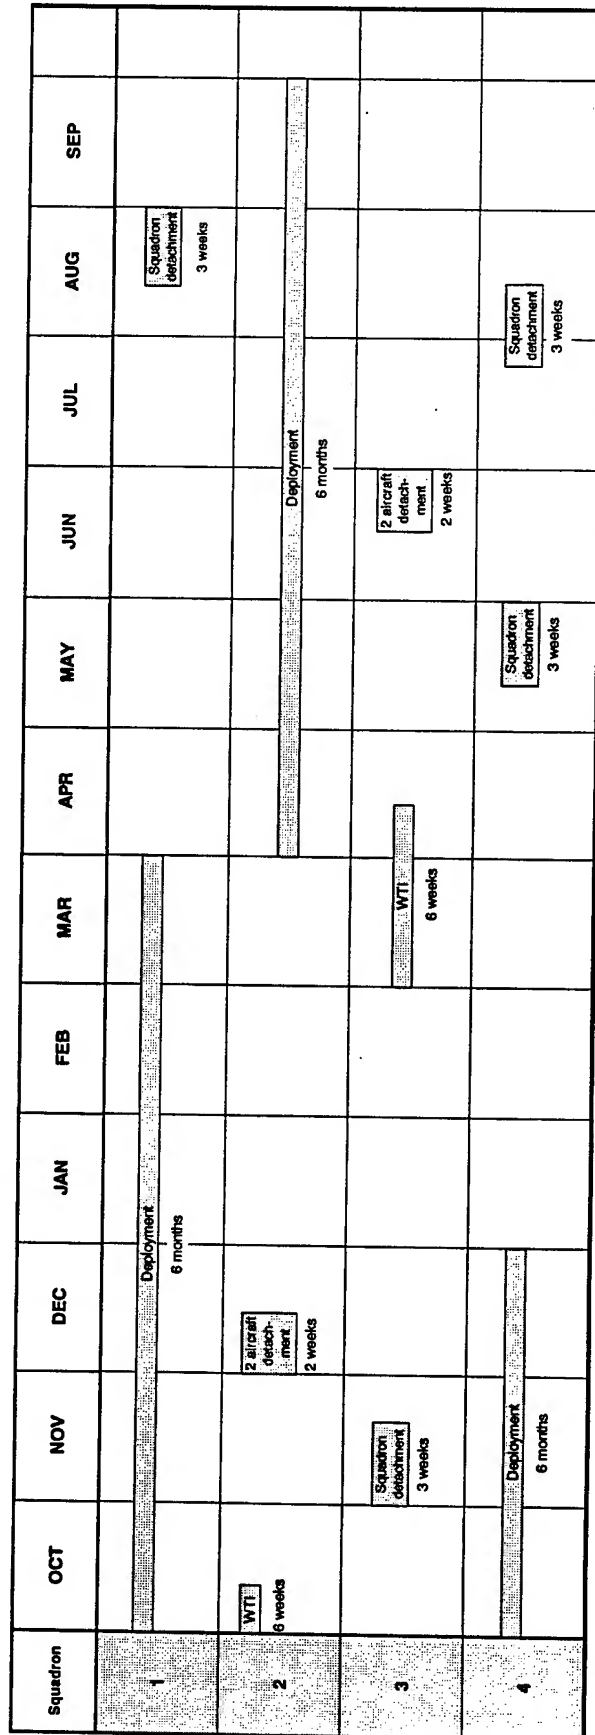 Squadron
OCT
NOV
DEC
JAN
FEB
MAR
APR
MAY
JUN
JUL
AUG
SEP
1
Deployment
6 months
Squadron
detachment
3 weeks
2
WTI
6 weeks
2 aircraft
detach-
ment
2 weeks
Deployment
6 months
3
Squadron
detachment
3 weeks
WTI
6 weeks
2 aircraft
detach-
ment
2 weeks
4
Deployment
6 months
Squadron
detachment
3 weeks
Squadron
detachment
3 weeks